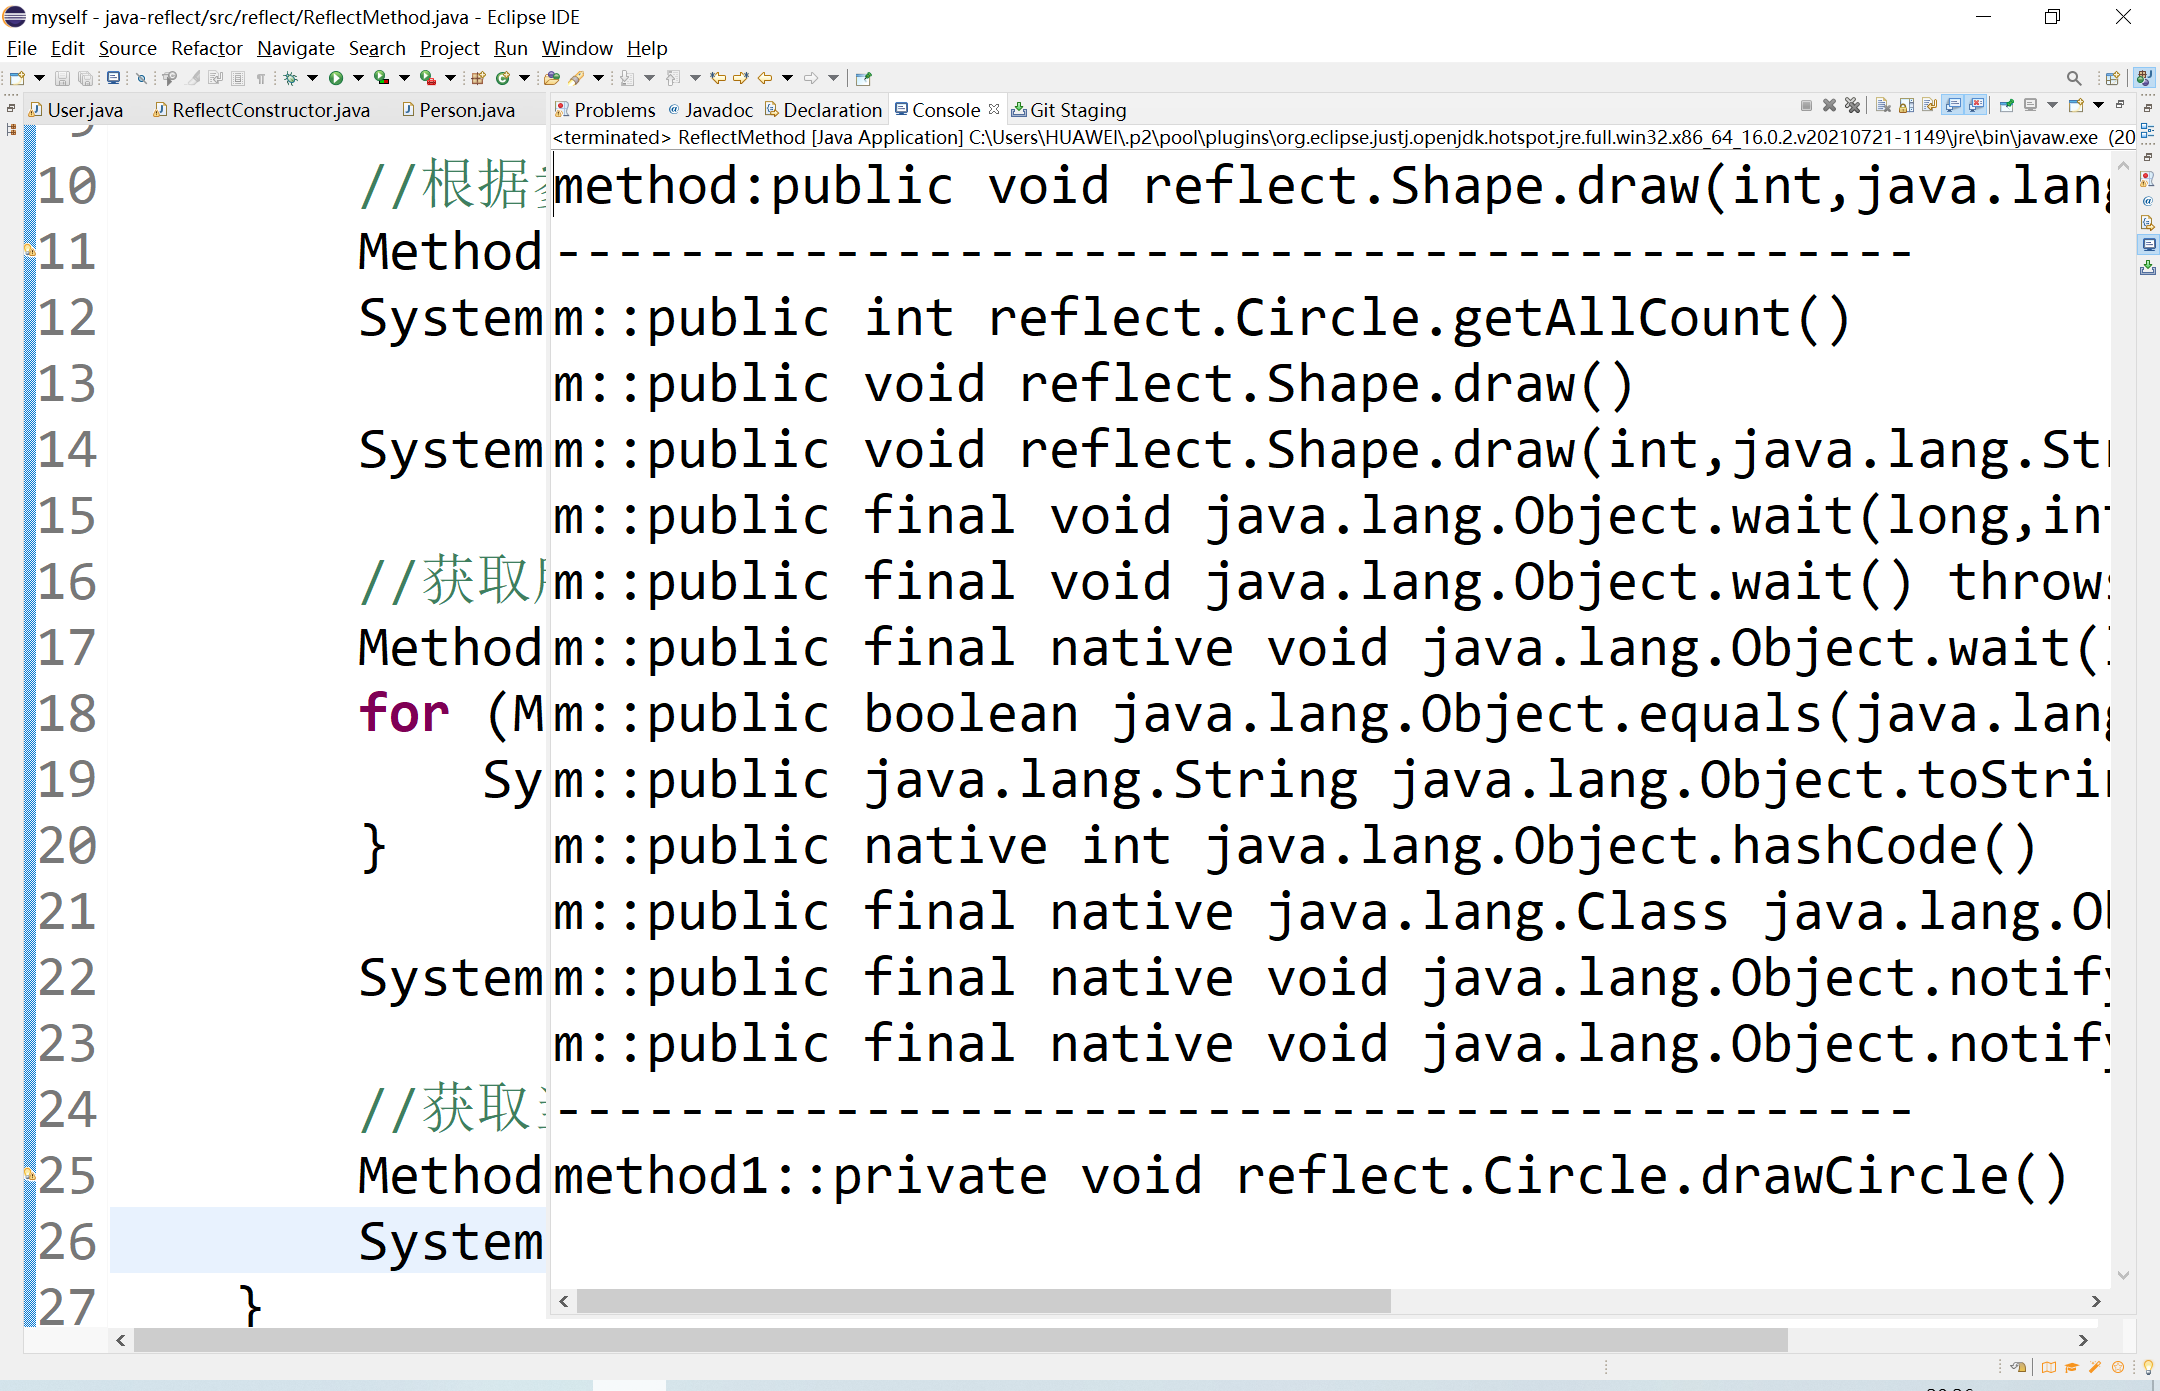 myself - java-reflect/src/reflect/ReflectMethod.java - Eclipse IDE
File Edit Source Refactor Navigate Search Project Run Window Help
User.java ReflectConstructor.java Person.java Problems Javadoc Declaration Console Git Staging
<terminated> ReflectMethod [Java Application] C:\Users\HUAWEI\.p2\pool\plugins\org.eclipse.justj.openjdk.hotspot.jre.full.win32.x86_64_16.0.2.v20210721-1149\jre\bin\javaw.exe (20
9
10 //根据
11 Method
12 System
13
14 System
15
16 //获取
17 Method
18 for (M
19 Sy
20 }
21
22 System
23
24 //获取
25 Method
26 System
27 }
method:public void reflect.Shape.draw(int,java.lang
--------------------------------------------
m::public int reflect.Circle.getAllCount()
m::public void reflect.Shape.draw()
m::public void reflect.Shape.draw(int,java.lang.Str
m::public final void java.lang.Object.wait(long,int
m::public final void java.lang.Object.wait() throws
m::public final native void java.lang.Object.wait(l
m::public boolean java.lang.Object.equals(java.lang
m::public java.lang.String java.lang.Object.toStrin
m::public native int java.lang.Object.hashCode()
m::public final native java.lang.Class java.lang.Ob
m::public final native void java.lang.Object.notify
m::public final native void java.lang.Object.notify
--------------------------------------------
method1::private void reflect.Circle.drawCircle()